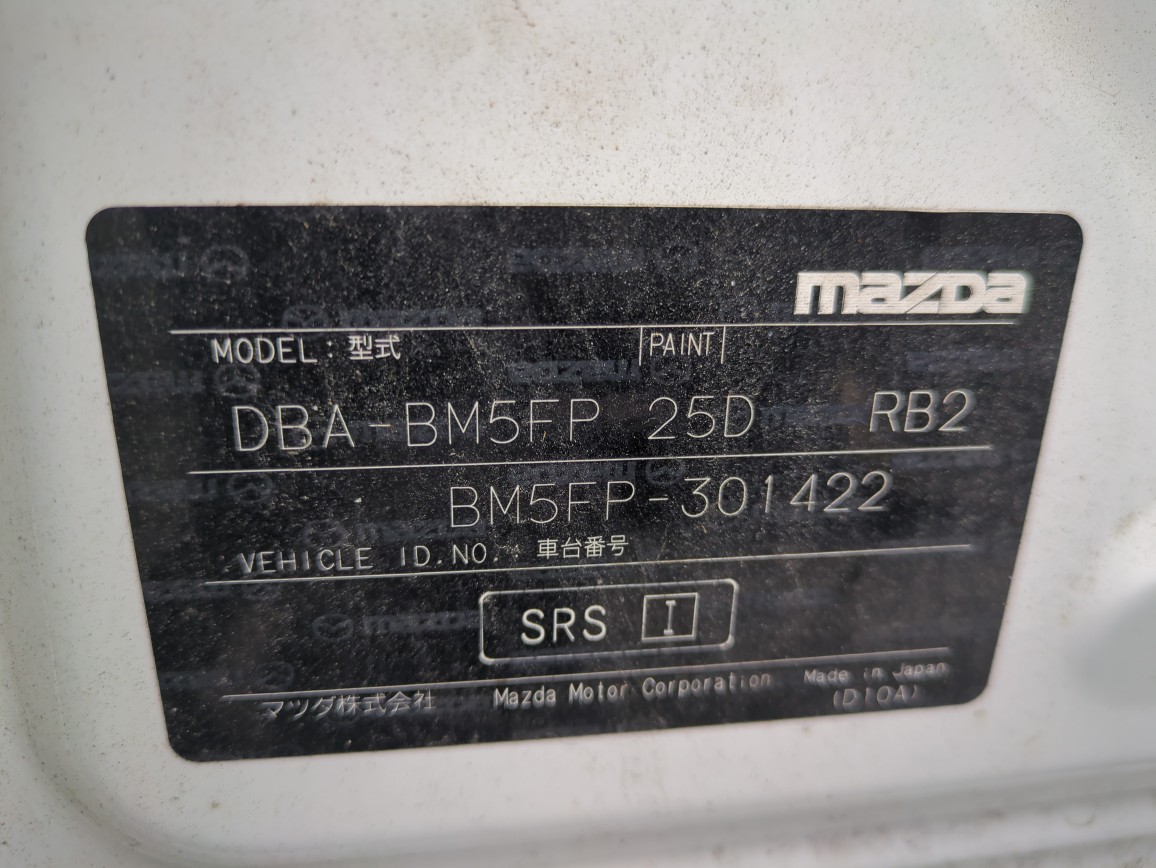 mazda
MODEL : 型式 PAINT
DBA-BM5FP 25D RB2
BM5FP-301422
VEHICLE ID.NO. : 車台番号
SRS I
マツダ株式会社 Mazda Motor Corporation Made in Japan
(D10A)